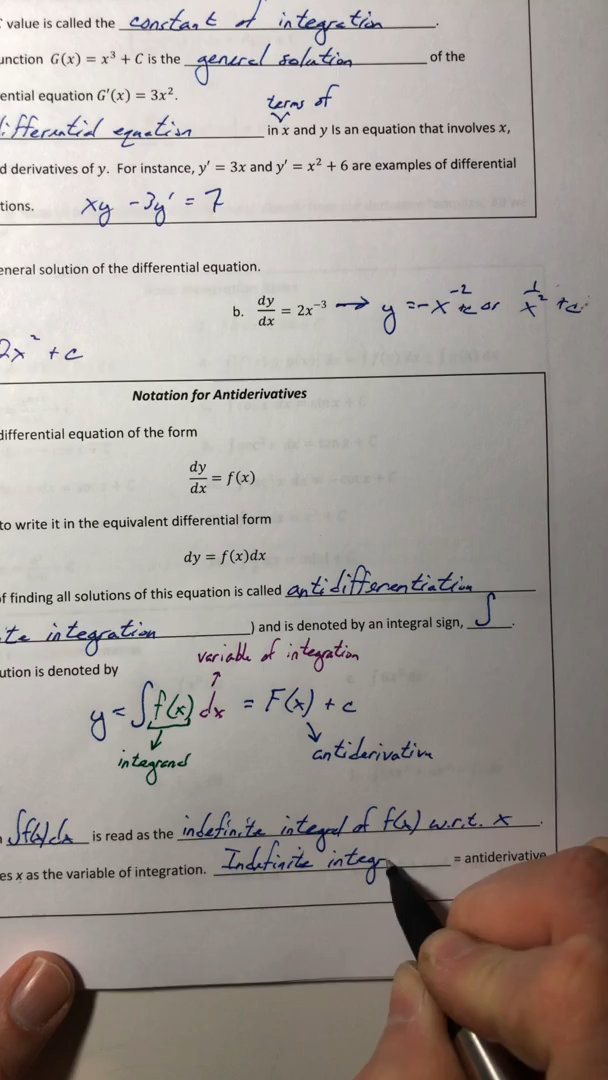 value is called the constant of integration.
unction G(x) = x³ + C is the general solution of the
ential equation G′(x) = 3x².
terms of
ifferential equation in x and y Is an equation that involves x,
d derivatives of y. For instance, y′ = 3x and y′ = x² + 6 are examples of differential
tions. xy - 3y′ = 7
eneral solution of the differential equation.
b. dy/dx = 2x⁻³ → y = -x⁻² + c or 1/x² + c
2x² + c
Notation for Antiderivatives
differential equation of the form
dy/dx = f(x)
to write it in the equivalent differential form
dy = f(x)dx
of finding all solutions of this equation is called antidifferentiation
te integration ) and is denoted by an integral sign, ∫.
variable of integration
ution is denoted by
y = ∫f(x) dx = F(x) + c
integrand
antiderivative
∫f(x)dx is read as the indefinite integral of f(x) w.r.t. x.
es x as the variable of integration. Indefinite integr = antiderivative